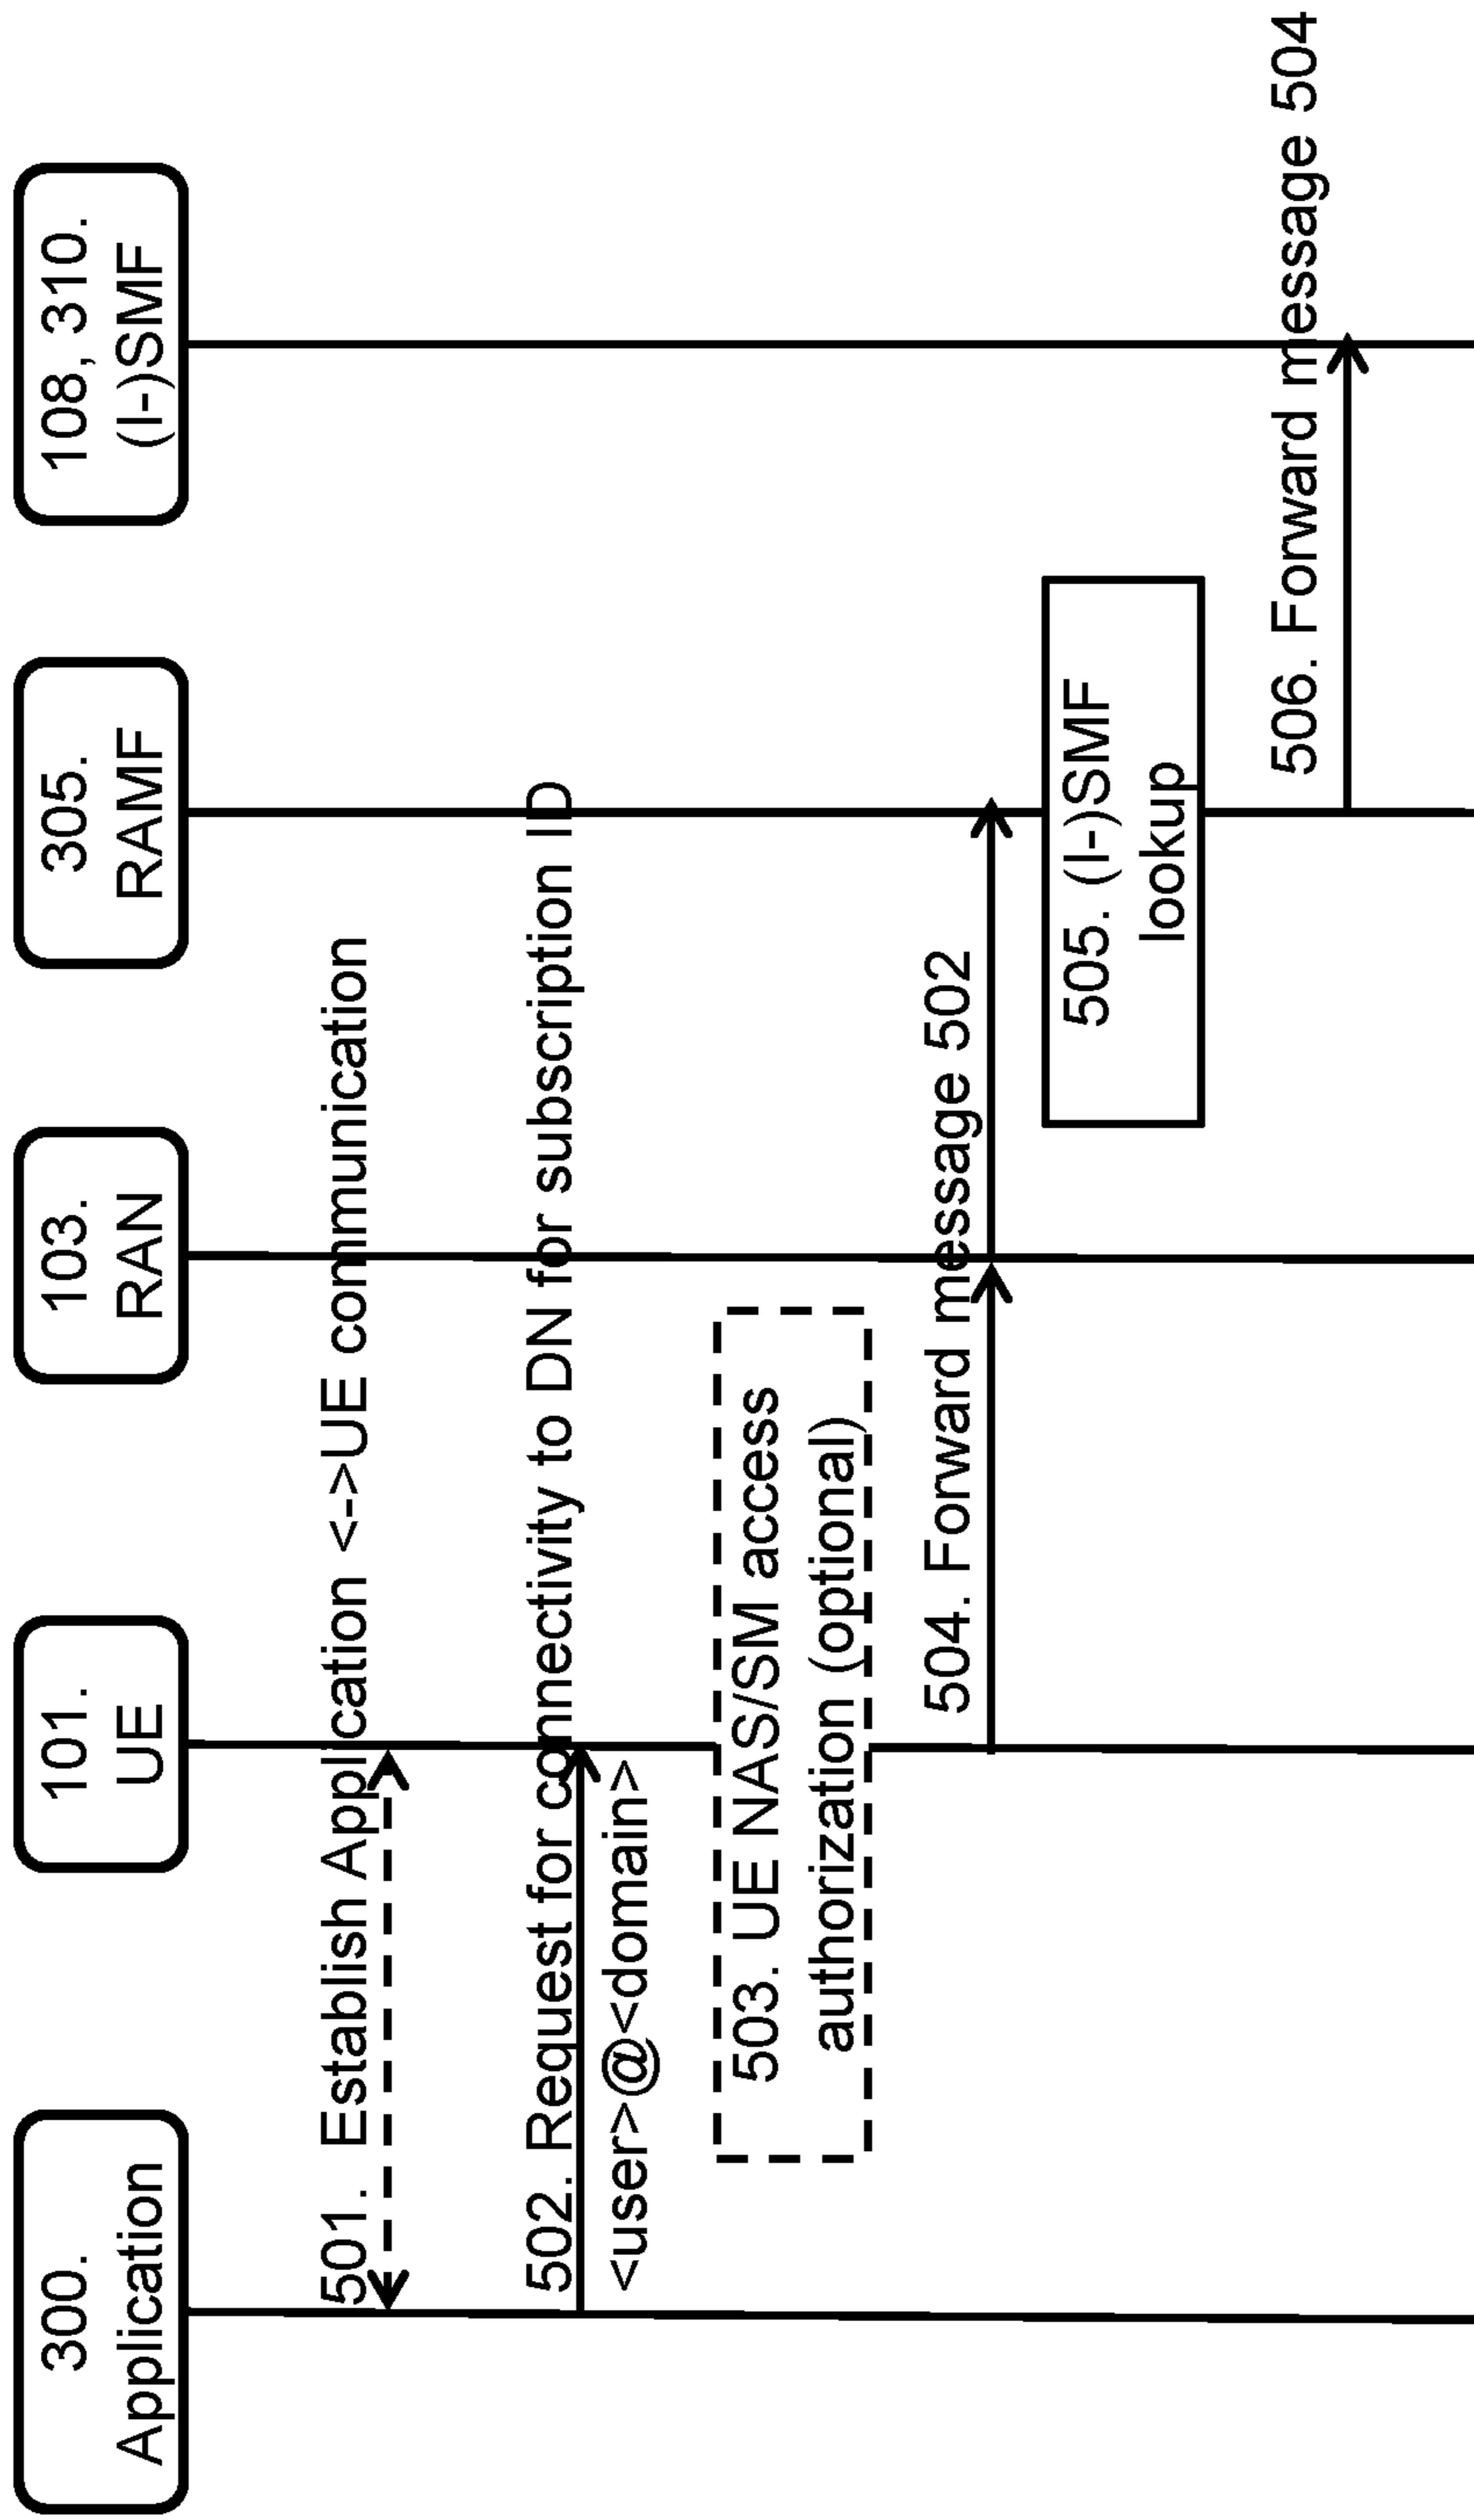 300.
Application
101.
UE
103.
RAN
305.
RAMF
108, 310.
(I-)SMF
501. Establish Application <->UE communication
502. Request for connectivity to DN for subscription ID
<user>@<domain>
503. UE NAS/SM access
authorization (optional)
504. Forward message 502
505. (I-)SMF
lookup
506. Forward message 504